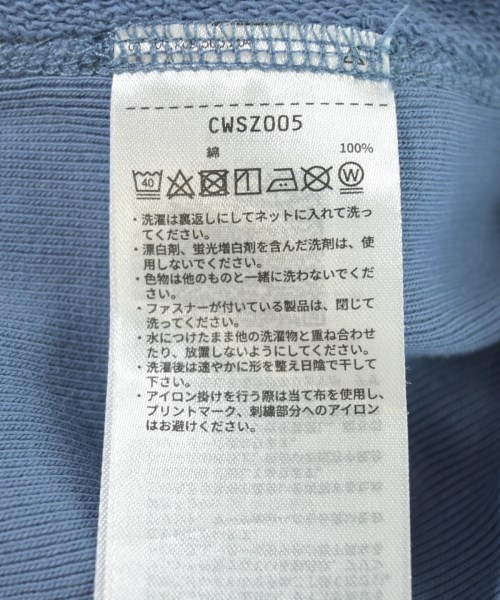 CWSZ005
綿 100%
40 W
・洗濯は裏返しにしてネットに入れて洗っ
てください。
・漂白剤、蛍光増白剤を含んだ洗剤は、使
用しないでください。
・色物は他のものと一緒に洗わないでくだ
さい。
・ファスナーが付いている製品は、閉じて
洗ってください。
・水につけたまま他の洗濯物と重ね合わせ
たり、放置しないようにしてください。
・洗濯後は速やかに形を整え日陰で干して
下さい。
・アイロン掛けを行う際は当て布を使用し、
プリントマーク、刺繍部分へのアイロン
はお避けください。